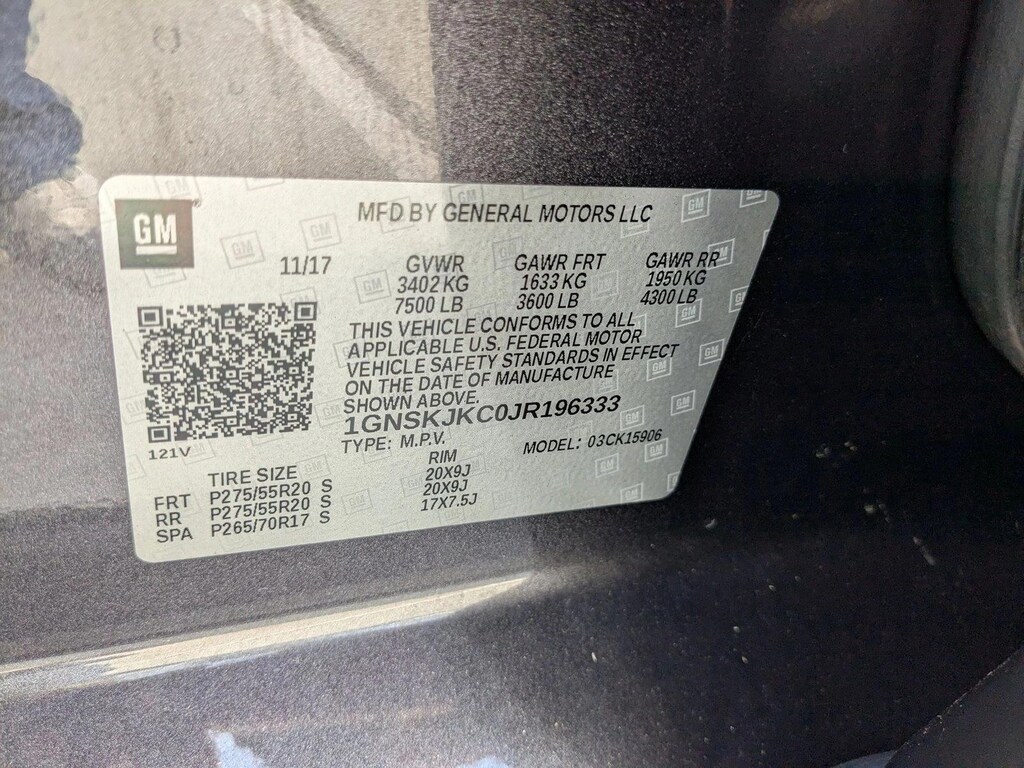 GM
MFD BY GENERAL MOTORS LLC
11/17 GVWR GAWR FRT GAWR RR
3402 KG 1633 KG 1950 KG
7500 LB 3600 LB 4300 LB
THIS VEHICLE CONFORMS TO ALL
APPLICABLE U.S. FEDERAL MOTOR
VEHICLE SAFETY STANDARDS IN EFFECT
ON THE DATE OF MANUFACTURE
SHOWN ABOVE.
1GNSKJKC0JR196333
TYPE: M.P.V. MODEL: 03CK15906
121V
TIRE SIZE RIM
FRT P275/55R20 S 20X9J
RR P275/55R20 S 20X9J
SPA P265/70R17 S 17X7.5J